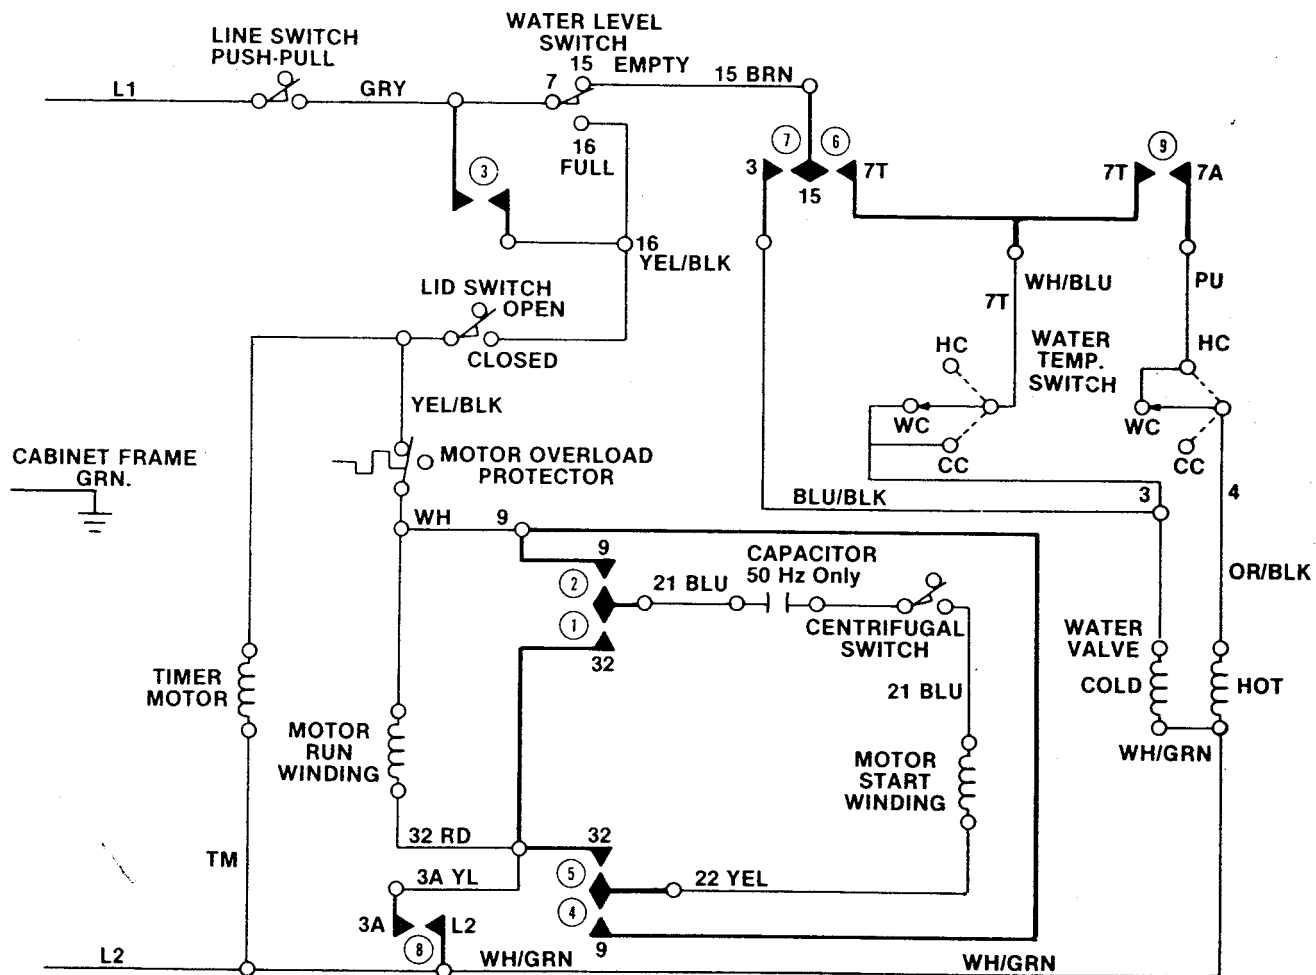 WATER LEVEL
SWITCH
LINE SWITCH
PUSH-PULL
15
EMPTY
15 BRN
7
L1
GRY
16
FULL
3
7
6
9
3
7T
15
7T
7A
16
YEL/BLK
LID SWITCH
OPEN
CLOSED
WH/BLU
7T
PU
HC
WATER
TEMP.
SWITCH
HC
YEL/BLK
WC
CC
WC
CC
CABINET FRAME
GRN.
MOTOR OVERLOAD
PROTECTOR
BLU/BLK
3
4
WH
9
9
2
1
32
21 BLU
CAPACITOR
50 Hz Only
OR/BLK
CENTRIFUGAL
SWITCH
WATER
VALVE
COLD
HOT
TIMER
MOTOR
21 BLU
MOTOR
RUN
WINDING
WH/GRN
MOTOR
START
WINDING
32 RD
32
TM
3A YL
5
22 YEL
4
3A
L2
8
9
L2
WH/GRN
WH/GRN